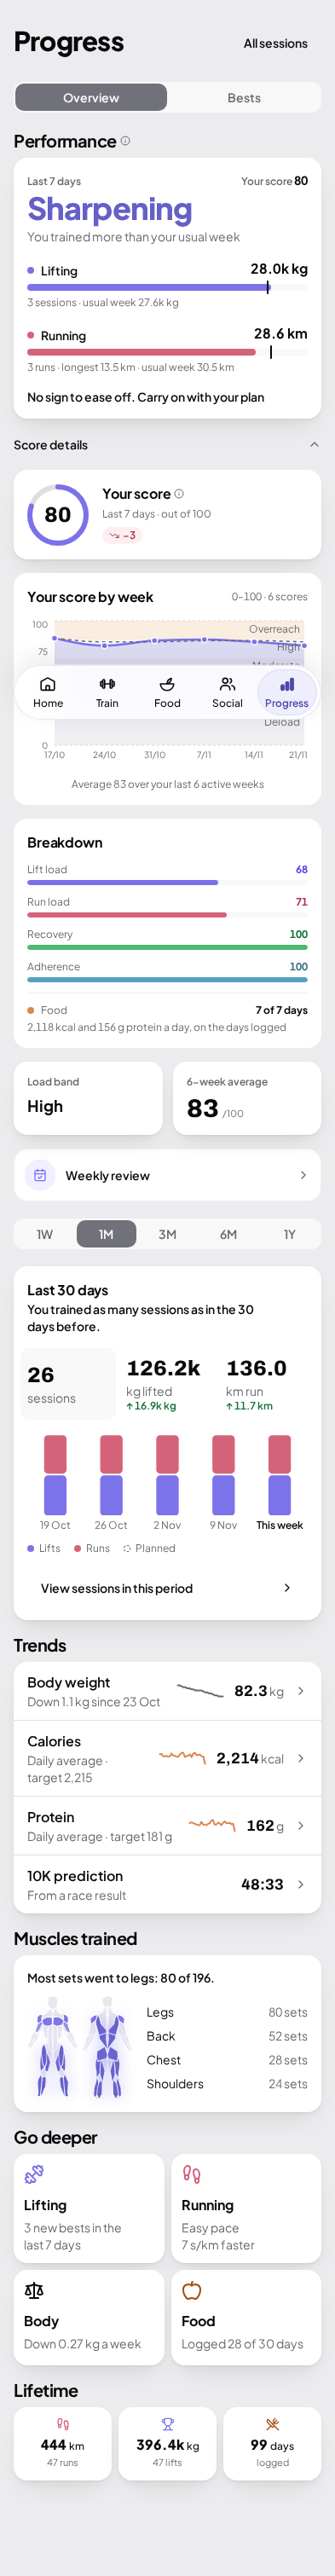 Progress
All sessions
Overview
Bests
Performance
Last 7 days
Your score 80
Sharpening
You trained more than your usual week
Lifting
28.0k kg
3 sessions · usual week 27.6k kg
Running
28.6 km
3 runs · longest 13.5 km · usual week 30.5 km
No sign to ease off. Carry on with your plan
Score details
80
Your score
Last 7 days · out of 100
−3
Your score by week
0–100 · 6 scores
100
Overreach
75
High
Home
Train
Food
Social
Progress
Deload
0
17/10
24/10
31/10
7/11
14/11
21/11
Average 83 over your last 6 active weeks
Breakdown
Lift load
68
Run load
71
Recovery
100
Adherence
100
Food
7 of 7 days
2,118 kcal and 156 g protein a day, on the days logged
Load band
High
6-week average
83 /100
Weekly review
1W
1M
3M
6M
1Y
Last 30 days
You trained as many sessions as in the 30
days before.
26
sessions
126.2k
kg lifted
↑ 16.9k kg
136.0
km run
↑ 11.7 km
19 Oct
26 Oct
2 Nov
9 Nov
This week
Lifts
Runs
Planned
View sessions in this period
Trends
Body weight
Down 1.1 kg since 23 Oct
82.3 kg
Calories
Daily average ·
target 2,215
2,214 kcal
Protein
Daily average · target 181 g
162 g
10K prediction
From a race result
48:33
Muscles trained
Most sets went to legs: 80 of 196.
Legs
80 sets
Back
52 sets
Chest
28 sets
Shoulders
24 sets
Go deeper
Lifting
3 new bests in the
last 7 days
Running
Easy pace
7 s/km faster
Body
Down 0.27 kg a week
Food
Logged 28 of 30 days
Lifetime
444 km
47 runs
396.4k kg
47 lifts
99 days
logged